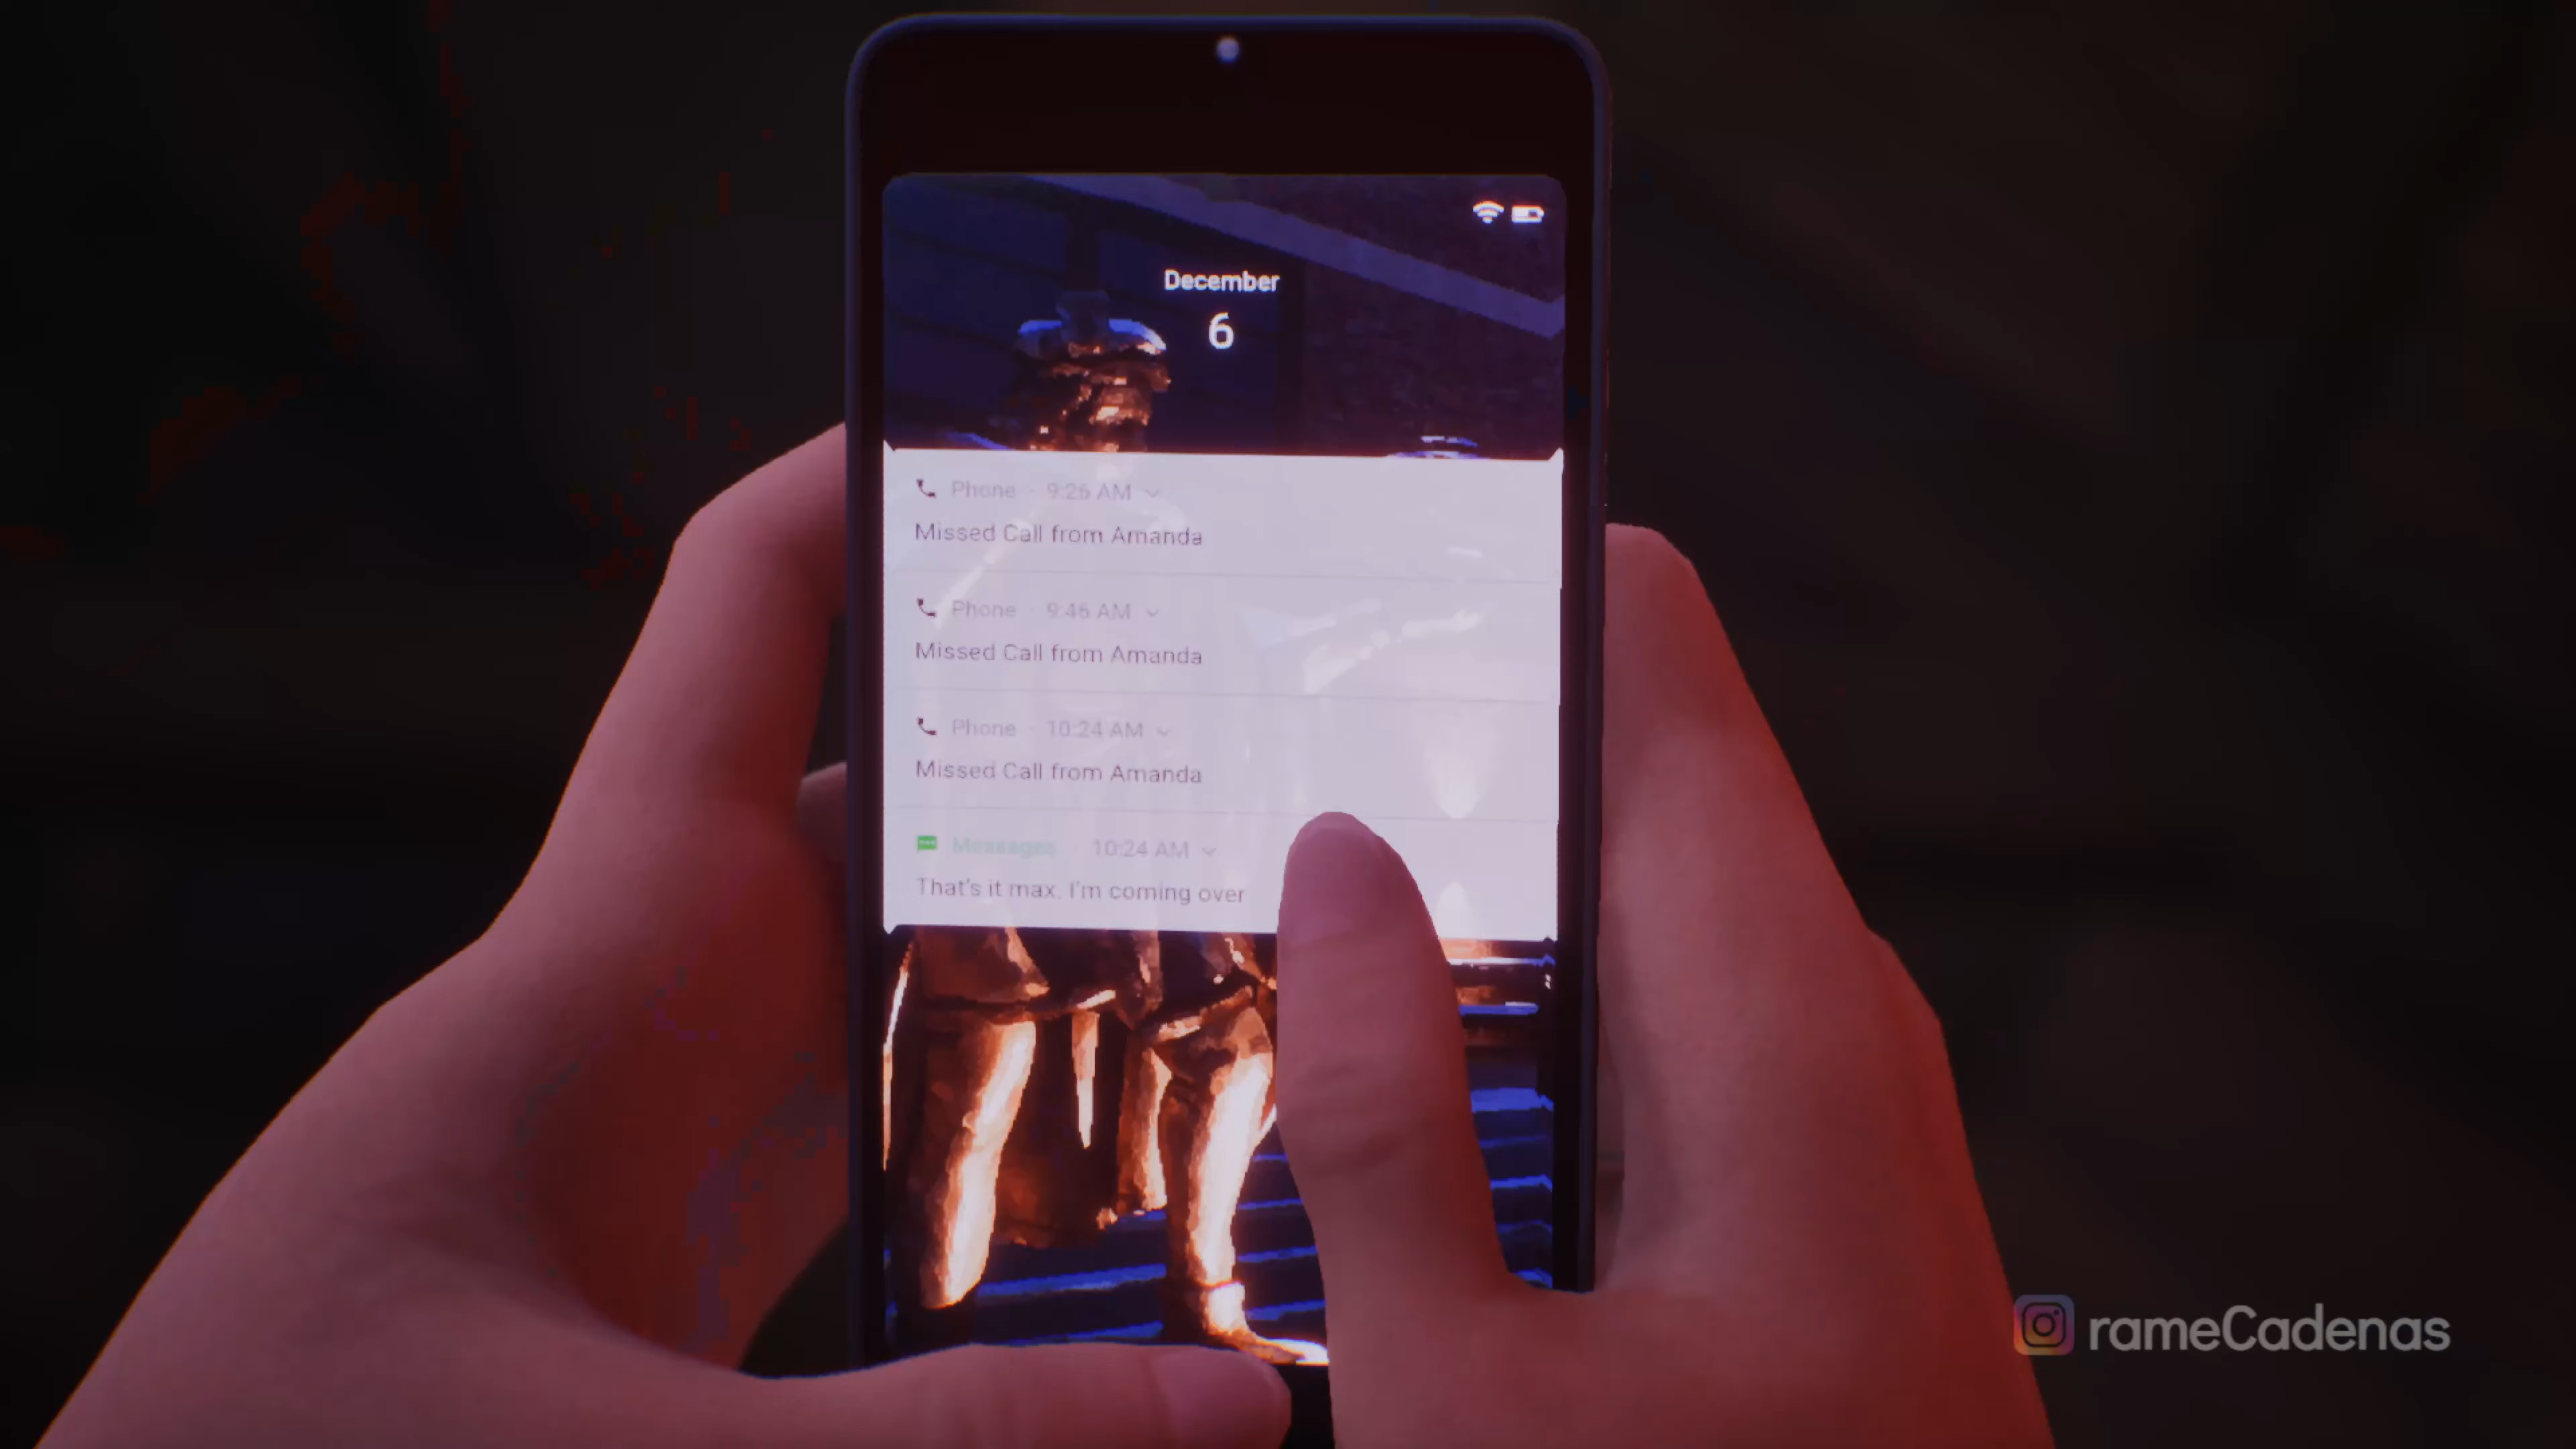 December
6
Phone · 9:26 AM
Missed Call from Amanda
Phone · 9:46 AM
Missed Call from Amanda
Phone · 10:24 AM
Missed Call from Amanda
Messages · 10:24 AM
That's it max. I'm coming over
rameCadenas